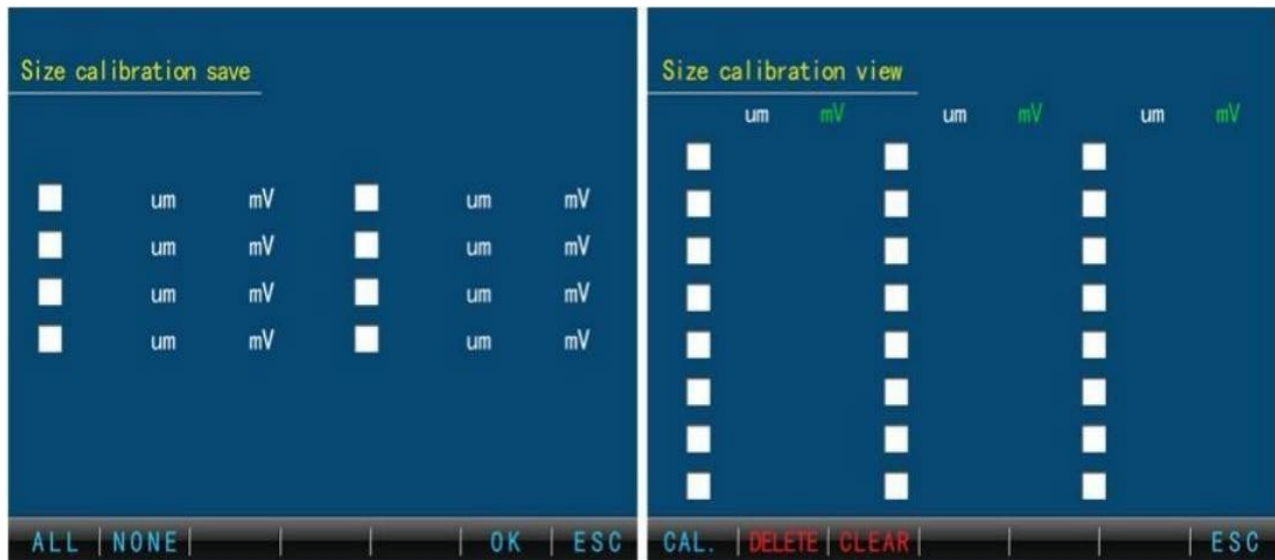 Size calibration save
um mV um mV
um mV um mV
um mV um mV
um mV um mV
ALL NONE OK ESC
Size calibration view
um mV um mV um mV
CAL. DELETE CLEAR ESC